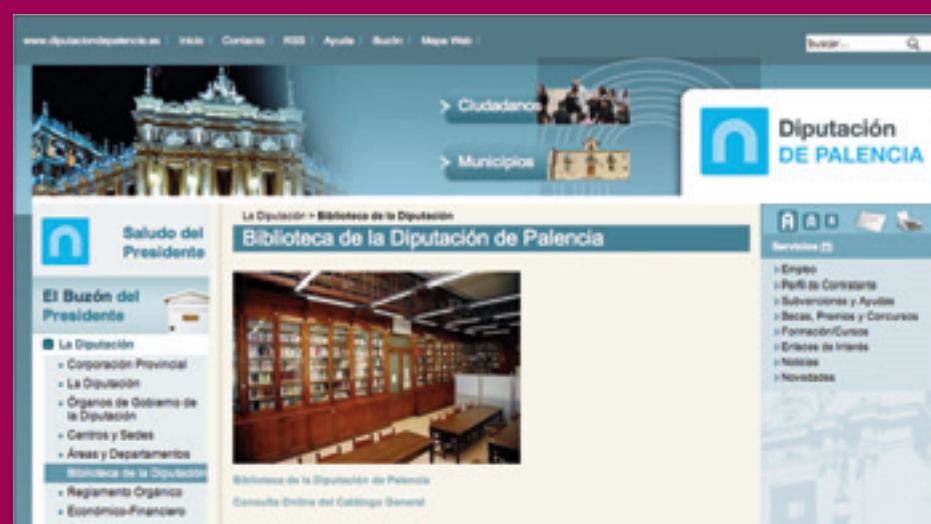 www.diputaciondepalencia.es | Inicio | Contacto | RSS | Ayuda | Buzón | Mapa Web |
Buscar...
> Ciudadanos
> Municipios
Diputación
DE PALENCIA
Saludo del
Presidente
El Buzón del
Presidente
La Diputación
Corporación Provincial
La Diputación
Órganos de Gobierno de
la Diputación
Centros y Sedes
Áreas y Departamentos
Biblioteca de la Diputación
Reglamento Orgánico
Económico-Financiero
La Diputación > Biblioteca de la Diputación
Biblioteca de la Diputación de Palencia
Biblioteca de la Diputación de Palencia
Consulta Online del Catálogo General
A A A
Servicios
Empleo
Perfil de Contratante
Subvenciones y Ayudas
Becas, Premios y Concursos
Formación/Cursos
Enlaces de Interés
Noticias
Novedades